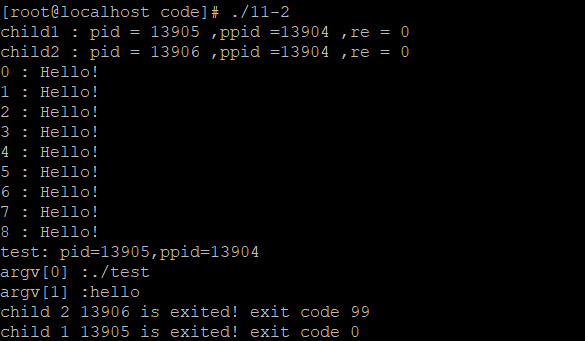 [root@localhost code]# ./11-2
child1 : pid = 13905 ,ppid =13904 ,re = 0
child2 : pid = 13906 ,ppid =13904 ,re = 0
0 : Hello!
1 : Hello!
2 : Hello!
3 : Hello!
4 : Hello!
5 : Hello!
6 : Hello!
7 : Hello!
8 : Hello!
test: pid=13905,ppid=13904
argv[0] :./test
argv[1] :hello
child 2 13906 is exited! exit code 99
child 1 13905 is exited! exit code 0